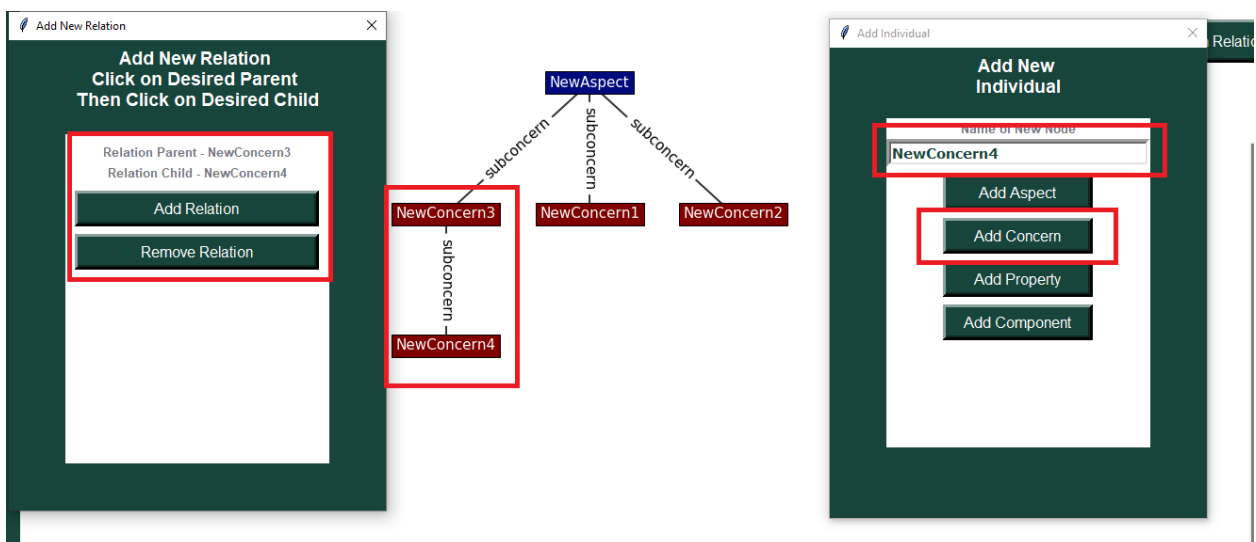 Add New Relation
Add New Relation
Click on Desired Parent
Then Click on Desired Child
Relation Parent - NewConcern3
Relation Child - NewConcern4
Add Relation
Remove Relation
NewAspect
subconcern
subconcern
subconcern
NewConcern3
NewConcern1
NewConcern2
subconcern
NewConcern4
Add Individual
Add New
Individual
Name of New Node
NewConcern4
Add Aspect
Add Concern
Add Property
Add Component